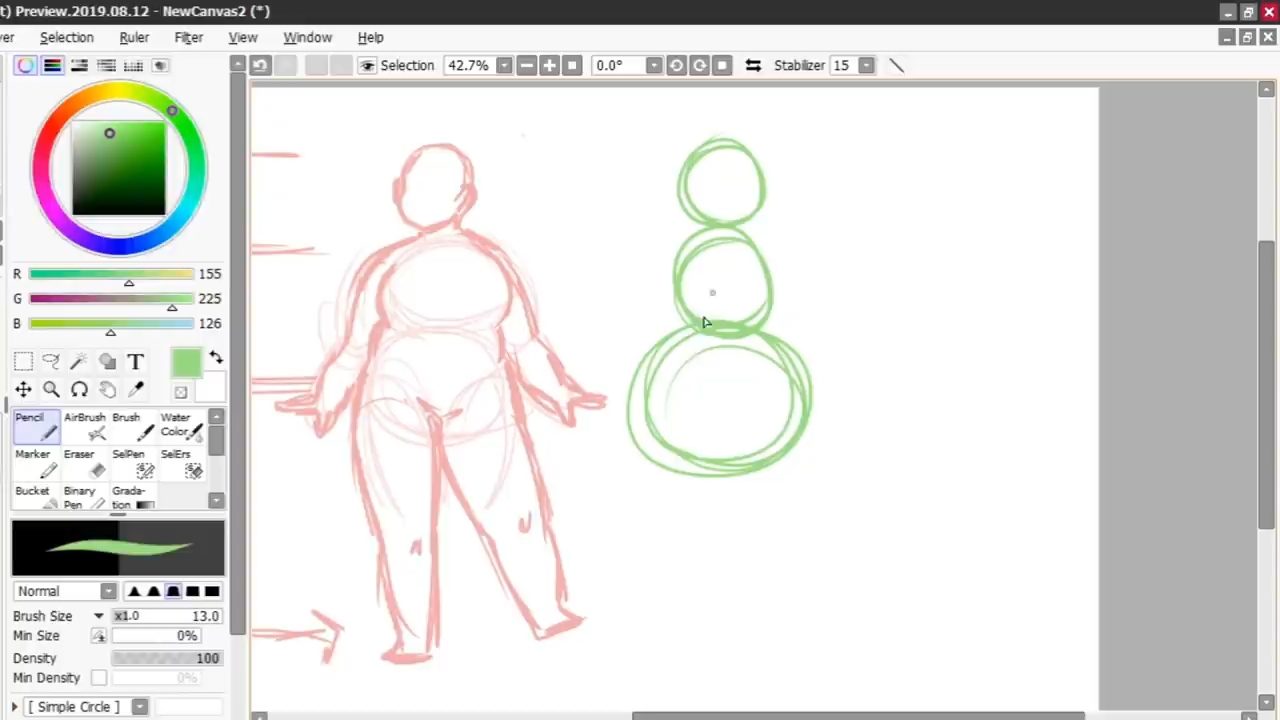 t) Preview.2019.08.12 - NewCanvas2 (*)
yer Selection Ruler Filter View Window Help
Selection 42.7% 0.0° Stabilizer 15
R 155
G 225
B 126
T
Pencil AirBrush Brush Water Color
Marker Eraser SelPen SelErs
Bucket Binary Pen Grada-tion
Normal
Brush Size x1.0 13.0
Min Size 0%
Density 100
Min Density 0%
[ Simple Circle ]